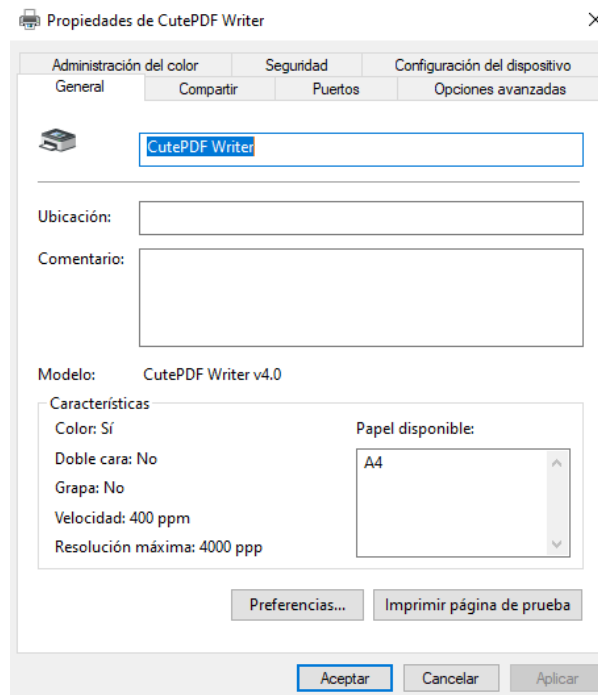 Propiedades de CutePDF Writer
Administración del color Seguridad Configuración del dispositivo
General Compartir Puertos Opciones avanzadas
CutePDF Writer
Ubicación:
Comentario:
Modelo: CutePDF Writer v4.0
Características
Color: Sí Papel disponible:
Doble cara: No A4
Grapa: No
Velocidad: 400 ppm
Resolución máxima: 4000 ppp
Preferencias... Imprimir página de prueba
Aceptar Cancelar Aplicar